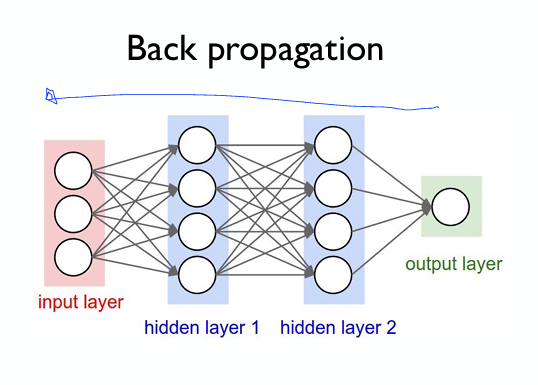 Back propagation
input layer
hidden layer 1
hidden layer 2
output layer